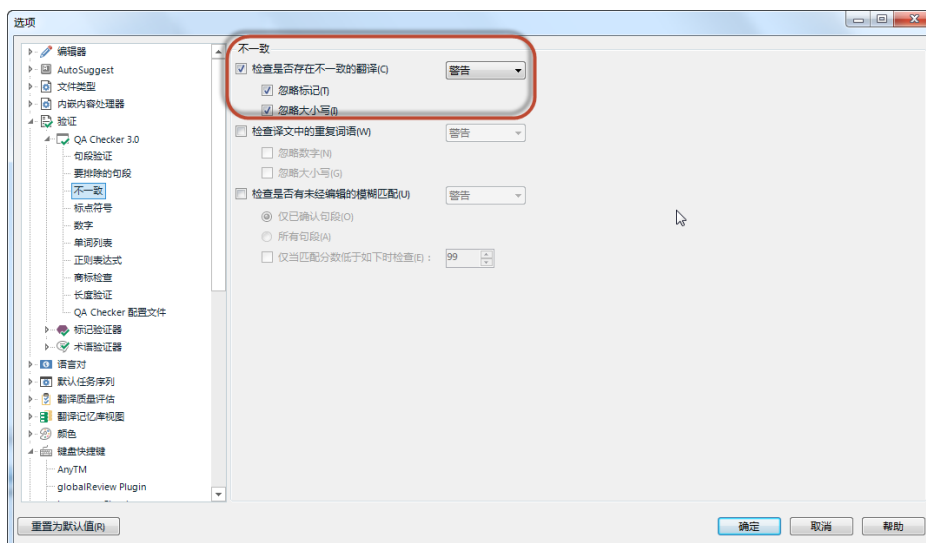 选项
编辑器
AutoSuggest
文件类型
内嵌内容处理器
验证
QA Checker 3.0
句段验证
要排除的句段
不一致
标点符号
数字
单词列表
正则表达式
商标检查
长度验证
QA Checker 配置文件
标记验证器
术语验证器
语言对
默认任务序列
翻译质量评估
翻译记忆库视图
颜色
键盘快捷键
AnyTM
globalReview Plugin
不一致
检查是否存在不一致的翻译(C) 警告
忽略标记(T)
忽略大小写(I)
检查译文中的重复词语(W) 警告
忽略数字(N)
忽略大小写(G)
检查是否有未经编辑的模糊匹配(U) 警告
仅已确认句段(O)
所有句段(A)
仅当匹配分数低于如下时检查(E)： 99
重置为默认值(R) 确定 取消 帮助